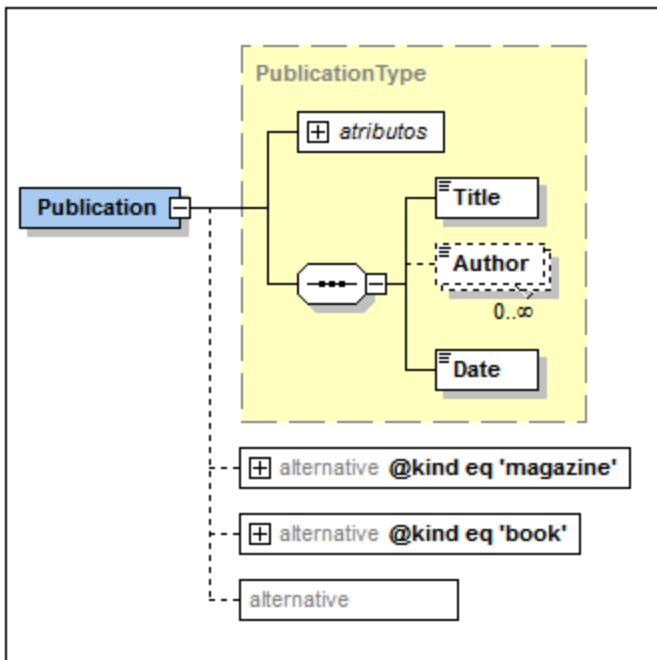 PublicationType
atributos
Publication
Title
Author
0..∞
Date
alternative @kind eq 'magazine'
alternative @kind eq 'book'
alternative